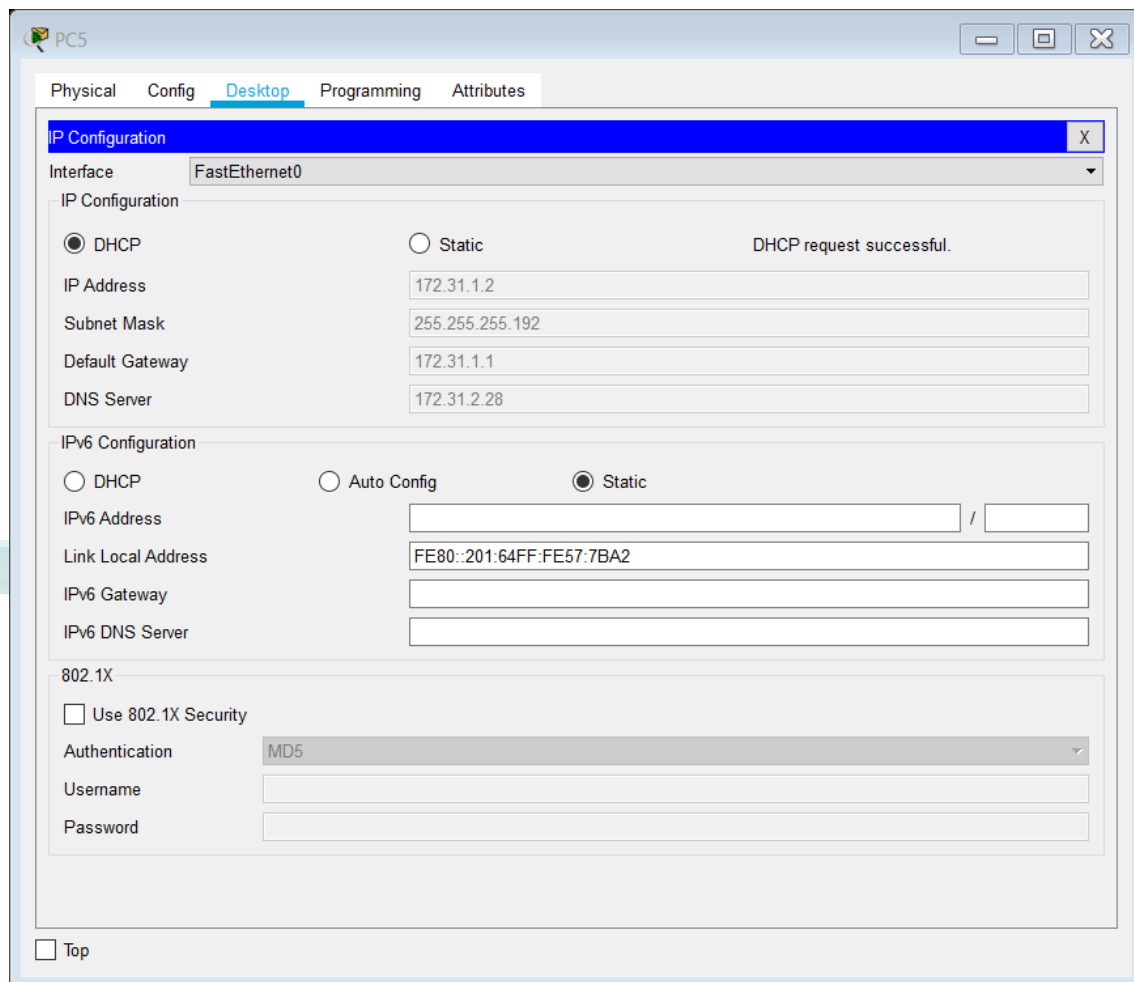 PC5
Physical Config Desktop Programming Attributes
IP Configuration X
Interface FastEthernet0
IP Configuration
DHCP Static DHCP request successful.
IP Address 172.31.1.2
Subnet Mask 255.255.255.192
Default Gateway 172.31.1.1
DNS Server 172.31.2.28
IPv6 Configuration
DHCP Auto Config Static
IPv6 Address /
Link Local Address FE80::201:64FF:FE57:7BA2
IPv6 Gateway
IPv6 DNS Server
802.1X
Use 802.1X Security
Authentication MD5
Username
Password
Top